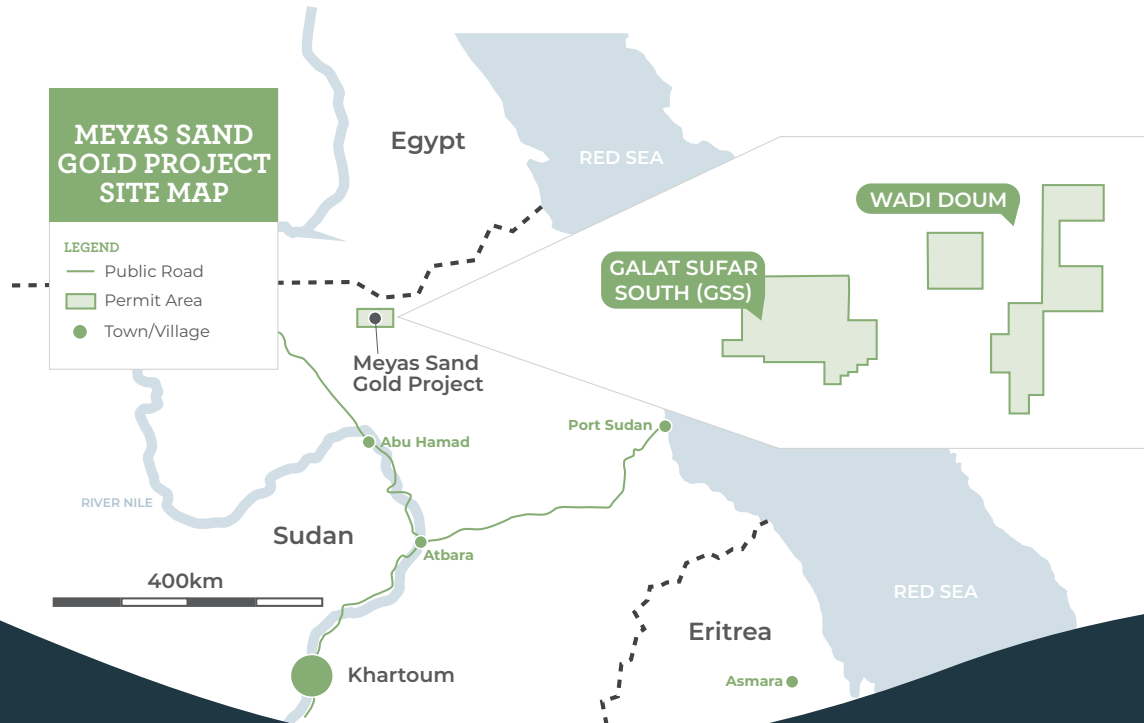 MEYAS SAND
GOLD PROJECT
SITE MAP
LEGEND
Public Road
Permit Area
Town/Village
Egypt
RED SEA
WADI DOUM
GALAT SUFAR
SOUTH (GSS)
Meyas Sand
Gold Project
Port Sudan
Abu Hamad
RIVER NILE
Sudan
Atbara
400km
RED SEA
Eritrea
Khartoum
Asmara